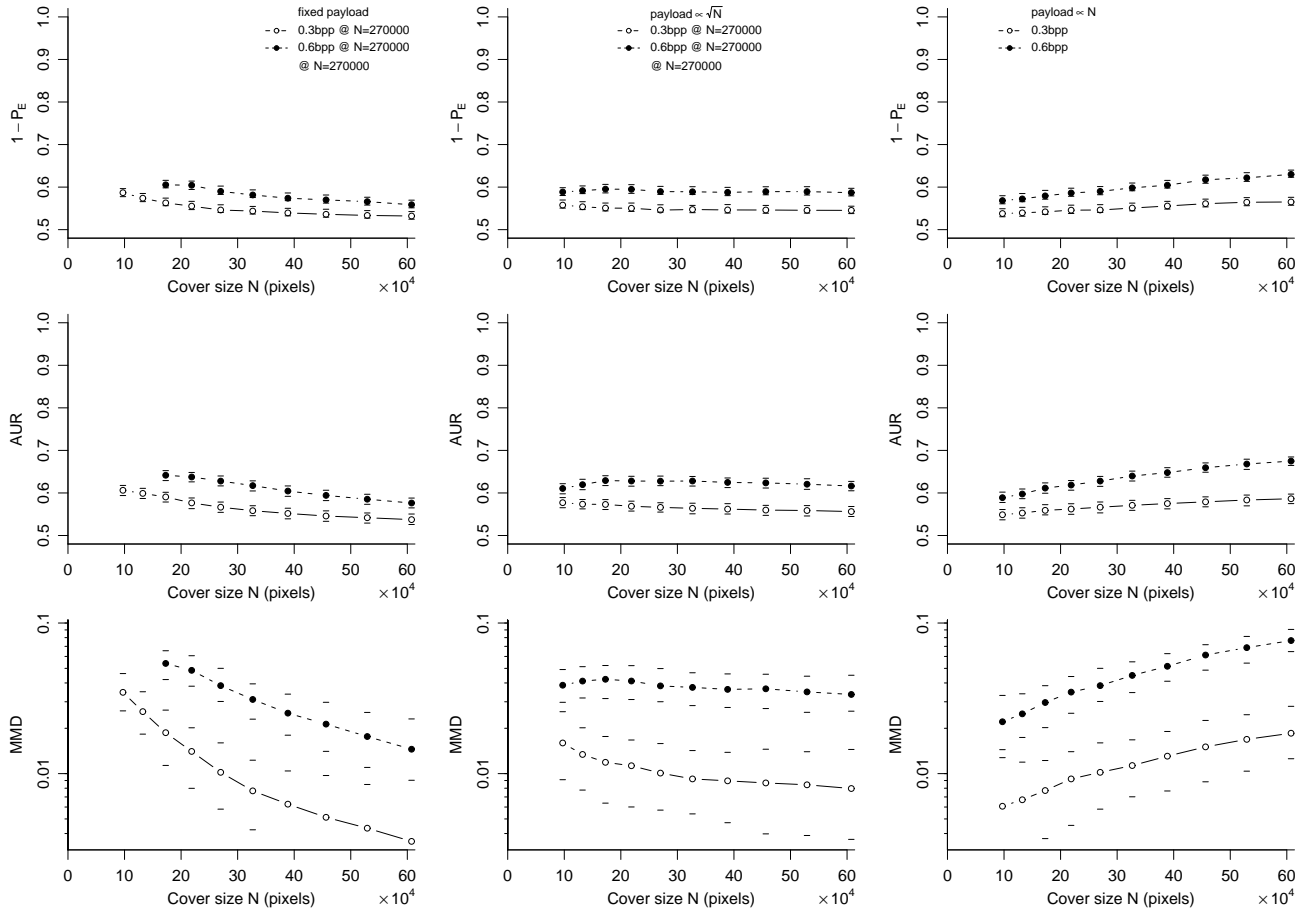 fixed payload
0.3bpp @ N=270000
0.6bpp @ N=270000
@ N=270000
1.0
0.9
0.8
0.7
0.6
0.5
1 − P_E
0 10 20 30 40 50 60
Cover size N (pixels) ×10^4
payload ∝ √N
0.3bpp @ N=270000
0.6bpp @ N=270000
@ N=270000
1.0
0.9
0.8
0.7
0.6
0.5
1 − P_E
0 10 20 30 40 50 60
Cover size N (pixels) ×10^4
payload ∝ N
0.3bpp
0.6bpp
1.0
0.9
0.8
0.7
0.6
0.5
1 − P_E
0 10 20 30 40 50 60
Cover size N (pixels) ×10^4
1.0
0.9
0.8
0.7
0.6
0.5
AUR
0 10 20 30 40 50 60
Cover size N (pixels) ×10^4
1.0
0.9
0.8
0.7
0.6
0.5
AUR
0 10 20 30 40 50 60
Cover size N (pixels) ×10^4
1.0
0.9
0.8
0.7
0.6
0.5
AUR
0 10 20 30 40 50 60
Cover size N (pixels) ×10^4
0.1
0.01
MMD
0 10 20 30 40 50 60
Cover size N (pixels) ×10^4
0.1
0.01
MMD
0 10 20 30 40 50 60
Cover size N (pixels) ×10^4
0.1
0.01
MMD
0 10 20 30 40 50 60
Cover size N (pixels) ×10^4